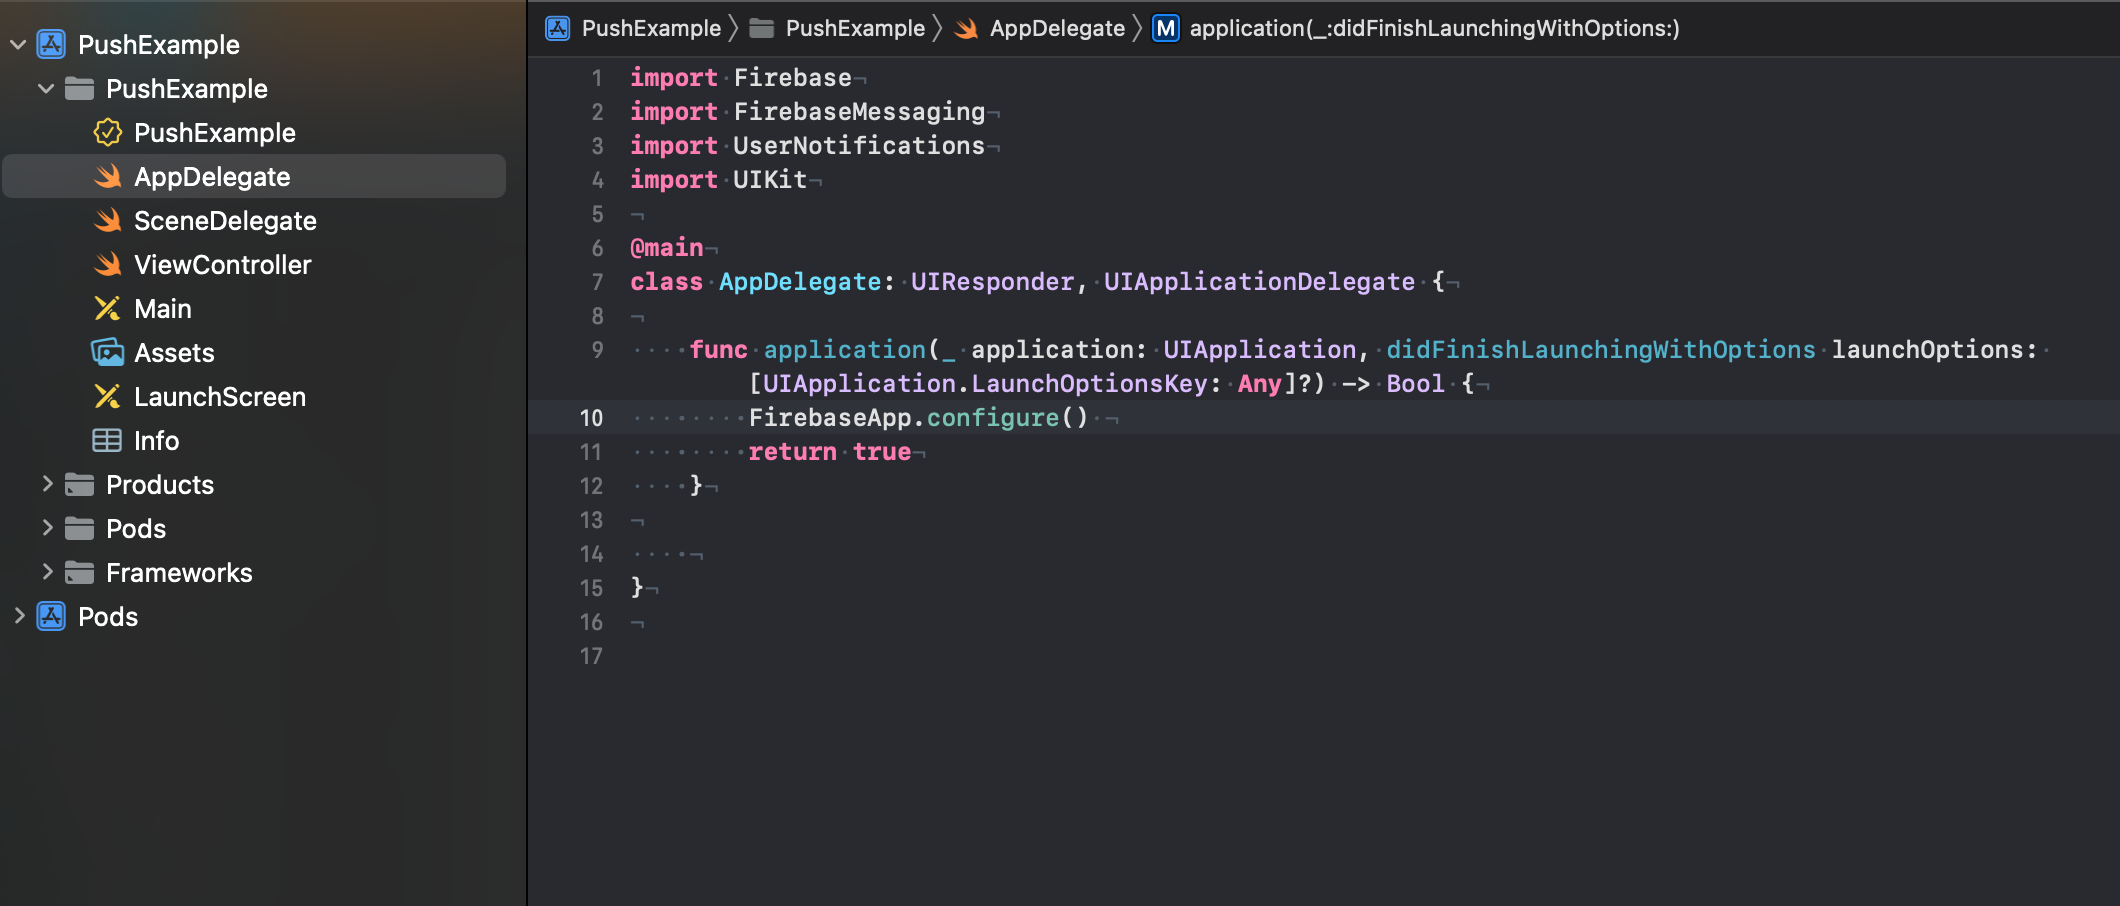 PushExample
PushExample
PushExample
AppDelegate
SceneDelegate
ViewController
Main
Assets
LaunchScreen
Info
Products
Pods
Frameworks
Pods
PushExample PushExample AppDelegate M application(_:didFinishLaunchingWithOptions:)
1 import Firebase
2 import FirebaseMessaging
3 import UserNotifications
4 import UIKit
5
6 @main
7 class AppDelegate: UIResponder, UIApplicationDelegate {
8
9 func application(_ application: UIApplication, didFinishLaunchingWithOptions launchOptions:
[UIApplication.LaunchOptionsKey: Any]?) -> Bool {
10 FirebaseApp.configure()
11 return true
12 }
13
14
15 }
16
17